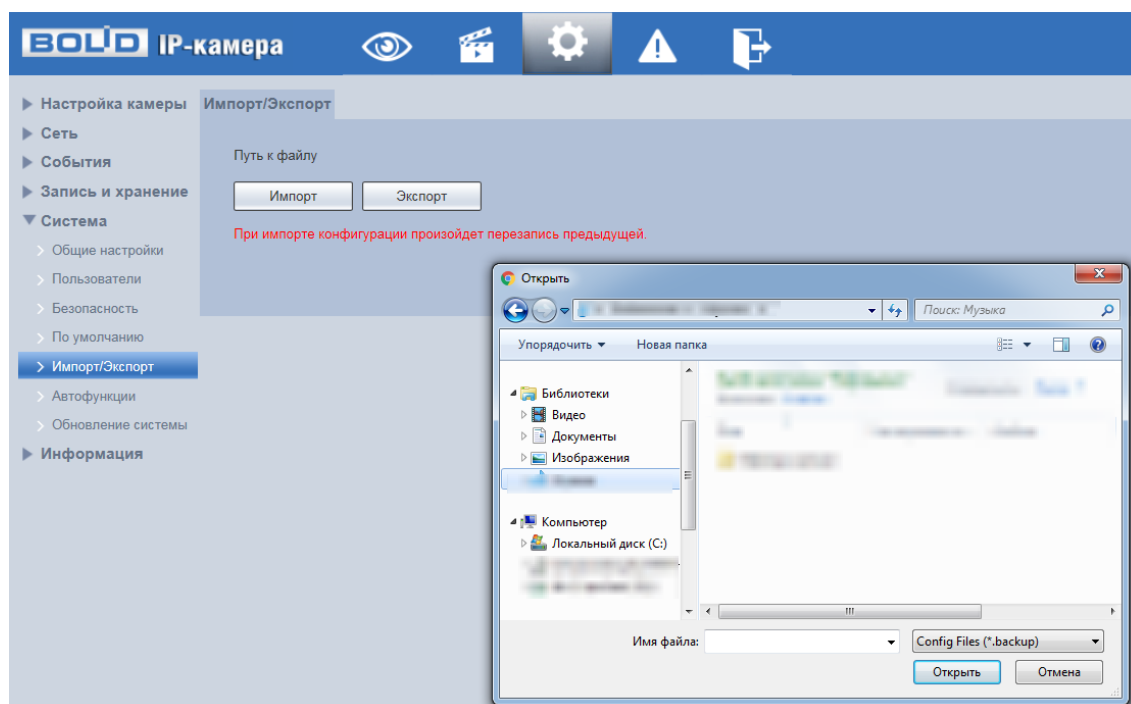 BOLID IP-камера
Настройка камеры
Сеть
События
Запись и хранение
Система
Общие настройки
Пользователи
Безопасность
По умолчанию
Импорт/Экспорт
Автофункции
Обновление системы
Информация
Импорт/Экспорт
Путь к файлу
Импорт Экспорт
При импорте конфигурации произойдет перезапись предыдущей.
Открыть
Поиск: Музыка
Упорядочить Новая папка
Библиотеки
Видео
Документы
Изображения
Компьютер
Локальный диск (C:)
Имя файла: Config Files (*.backup)
Открыть Отмена